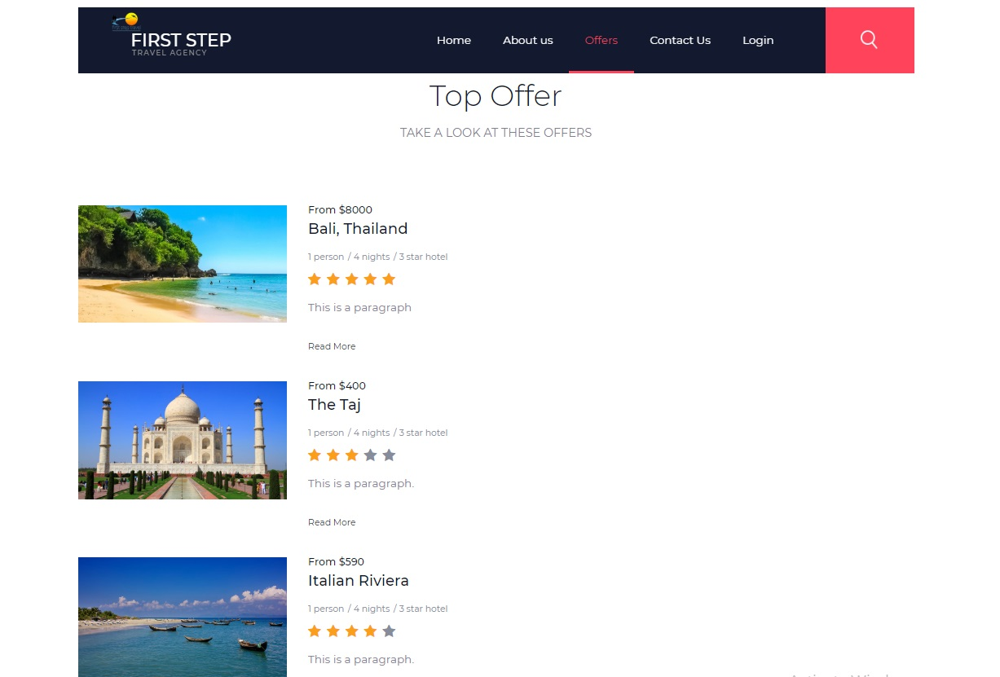 FIRST STEP
TRAVEL AGENCY
Home
About us
Offers
Contact Us
Login
Top Offer
TAKE A LOOK AT THESE OFFERS
From $8000
Bali, Thailand
1 person / 4 nights / 3 star hotel
This is a paragraph
Read More
From $400
The Taj
1 person / 4 nights / 3 star hotel
This is a paragraph.
Read More
From $590
Italian Riviera
1 person / 4 nights / 3 star hotel
This is a paragraph.